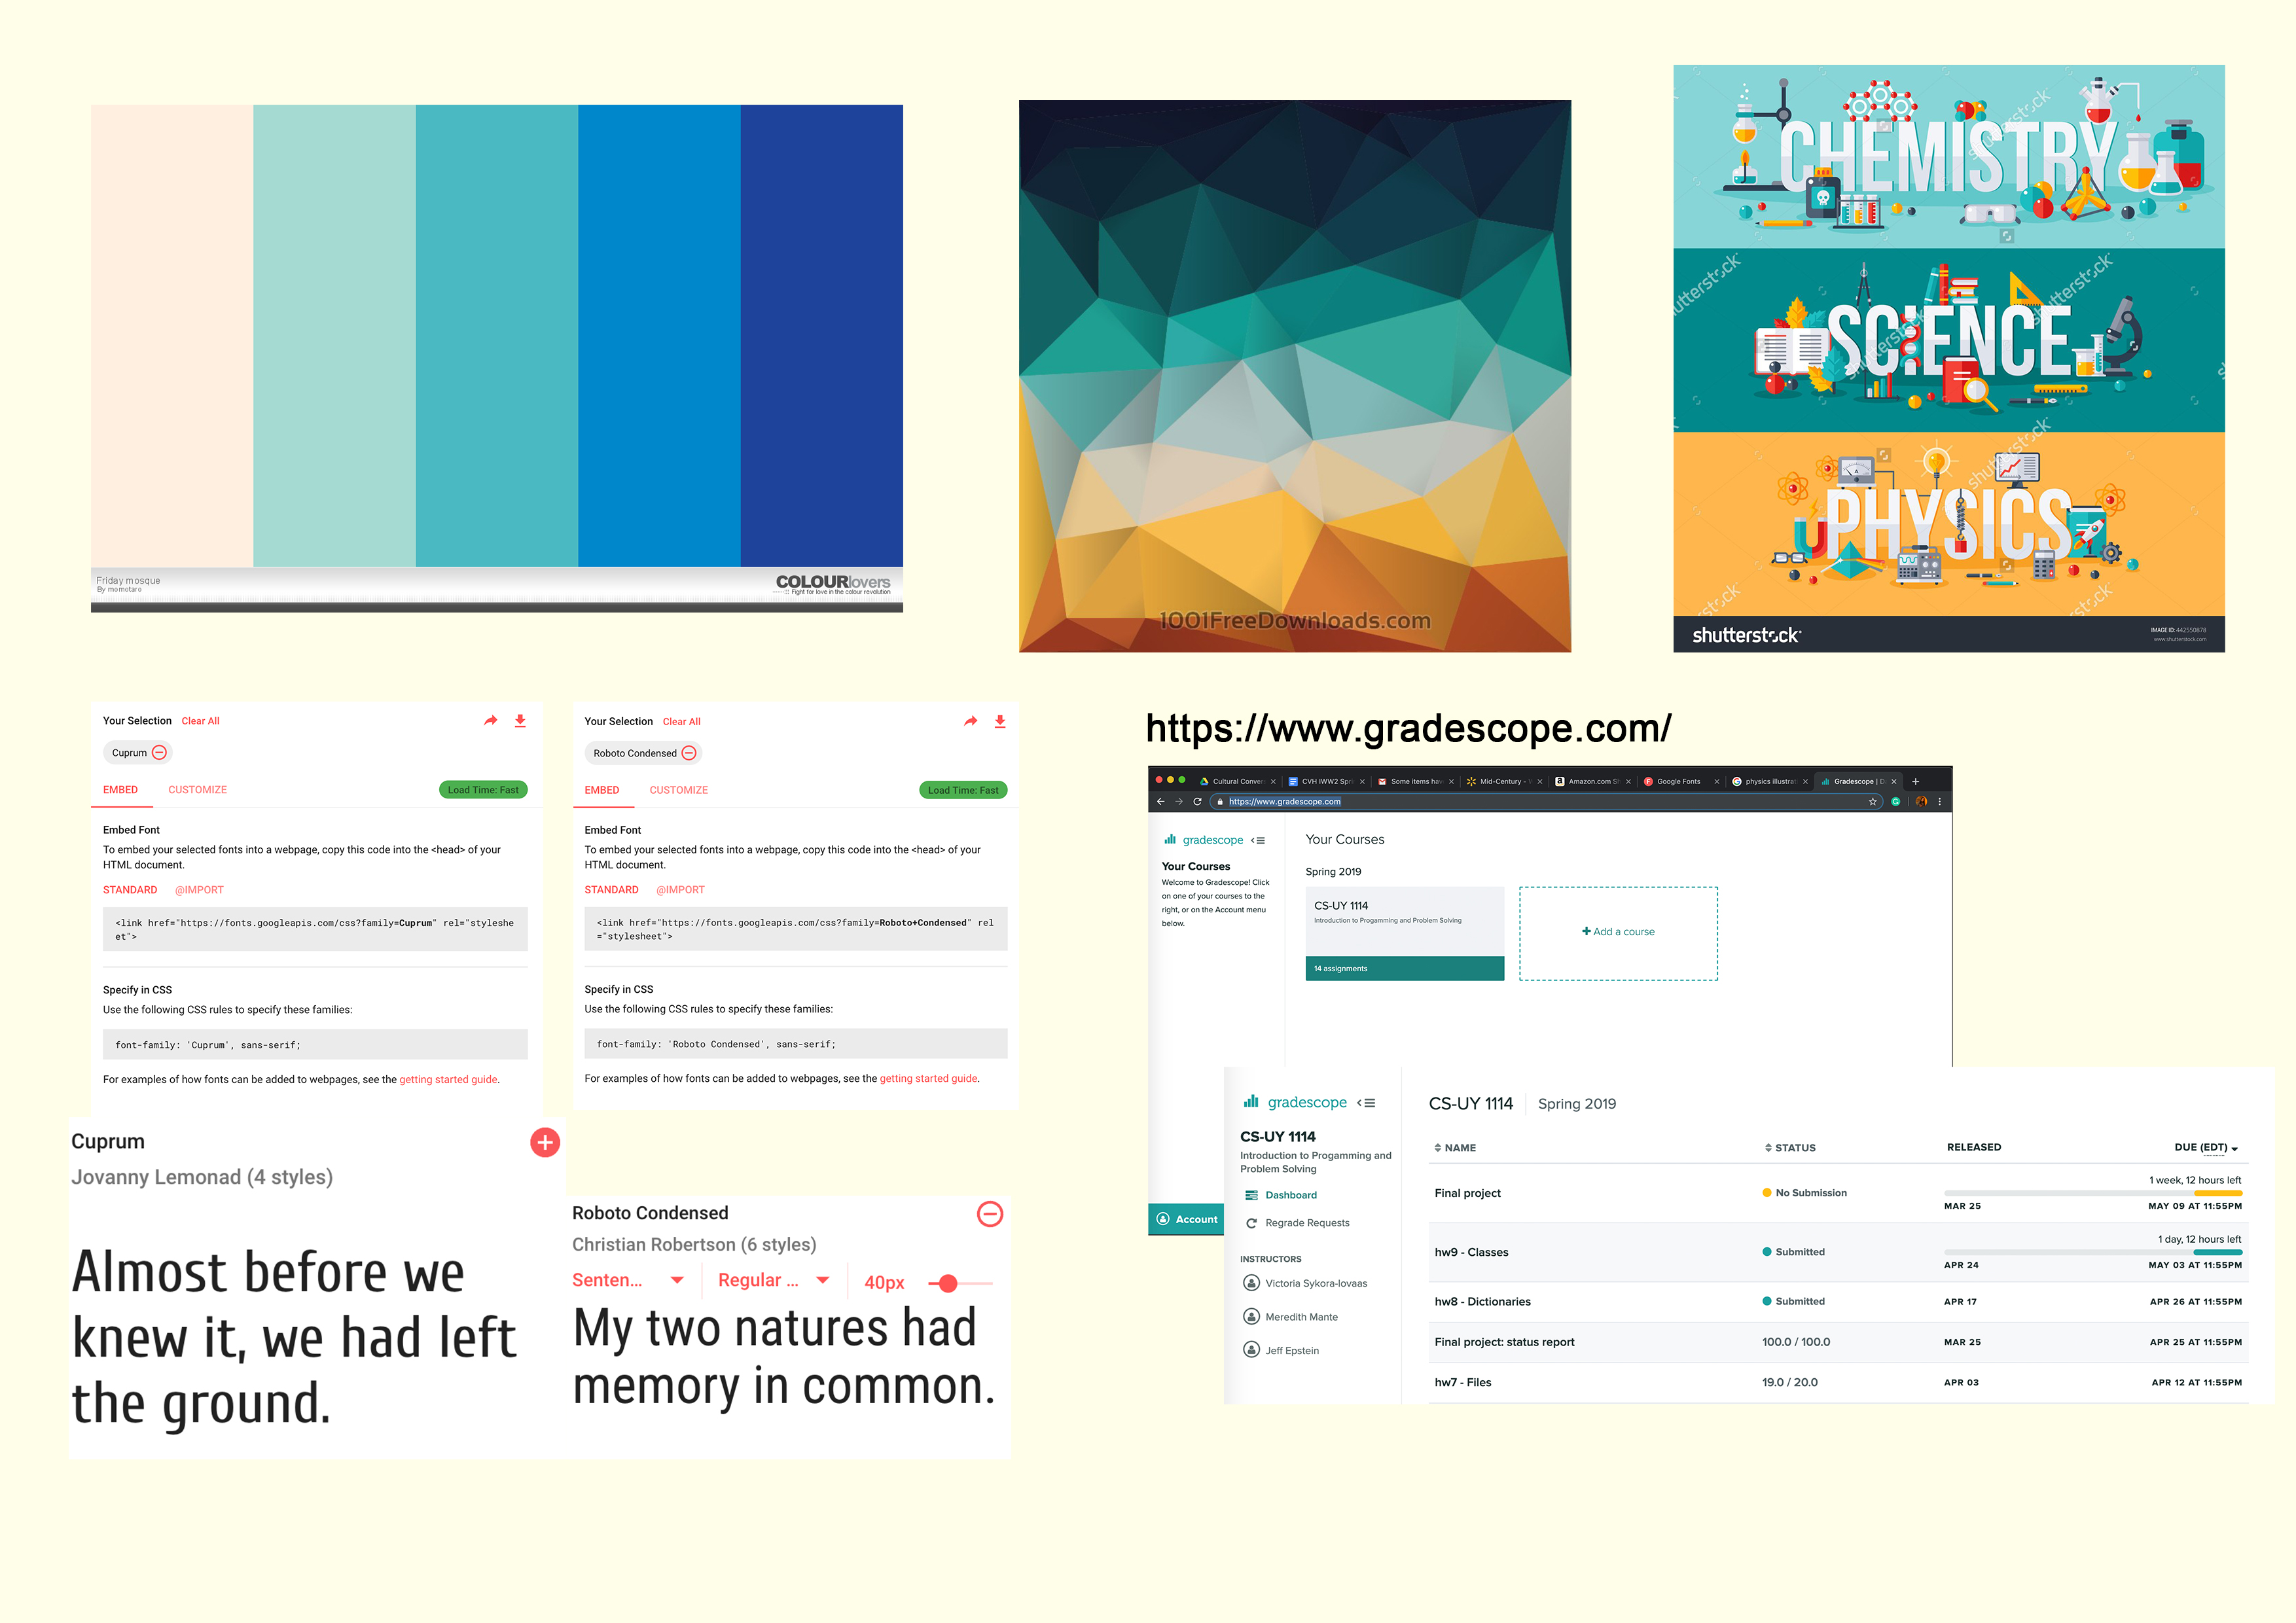 Friday mosque
By momotaro
COLOURlovers
Fight for love in the colour revolution
1001FreeDownloads.com
CHEMISTRY
shutterstock
SCIENCE
shutterstock
shutterstock
PHYSICS
shutterstock
IMAGE ID: 442550878
www.shutterstock.com
Your Selection Clear All
Cuprum
EMBED CUSTOMIZE Load Time: Fast
Embed Font
To embed your selected fonts into a webpage, copy this code into the <head> of your
HTML document.
STANDARD @IMPORT
<link href="https://fonts.googleapis.com/css?family=Cuprum" rel="styleshe
et">
Specify in CSS
Use the following CSS rules to specify these families:
font-family: 'Cuprum', sans-serif;
For examples of how fonts can be added to webpages, see the getting started guide.
Your Selection Clear All
Roboto Condensed
EMBED CUSTOMIZE Load Time: Fast
Embed Font
To embed your selected fonts into a webpage, copy this code into the <head> of your
HTML document.
STANDARD @IMPORT
<link href="https://fonts.googleapis.com/css?family=Roboto+Condensed" rel
="stylesheet">
Specify in CSS
Use the following CSS rules to specify these families:
font-family: 'Roboto Condensed', sans-serif;
For examples of how fonts can be added to webpages, see the getting started guide.
Cuprum
Jovanny Lemonad (4 styles)
Almost before we
knew it, we had left
the ground.
Roboto Condensed
Christian Robertson (6 styles)
Senten... Regular ... 40px
My two natures had
memory in common.
https://www.gradescope.com/
Cultural Conver CVH IWW2 Spr Some items hav Mid-Century - Amazon.com Sh Google Fonts physics illustrat Gradescope | D
https://www.gradescope.com
gradescope
Your Courses
Welcome to Gradescope! Click
on one of your courses to the
right, or on the Account menu
below.
Account
Your Courses
Spring 2019
CS-UY 1114
Introduction to Progamming and Problem Solving
14 assignments
Add a course
gradescope
CS-UY 1114
Introduction to Progamming and
Problem Solving
Dashboard
Regrade Requests
INSTRUCTORS
Victoria Sykora-lovaas
Meredith Mante
Jeff Epstein
CS-UY 1114 Spring 2019
NAME STATUS RELEASED DUE (EDT)
Final project No Submission 1 week, 12 hours left
MAR 25 MAY 09 AT 11:55PM
hw9 - Classes Submitted 1 day, 12 hours left
APR 24 MAY 03 AT 11:55PM
hw8 - Dictionaries Submitted APR 17 APR 26 AT 11:55PM
Final project: status report 100.0 / 100.0 MAR 25 APR 25 AT 11:55PM
hw7 - Files 19.0 / 20.0 APR 03 APR 12 AT 11:55PM